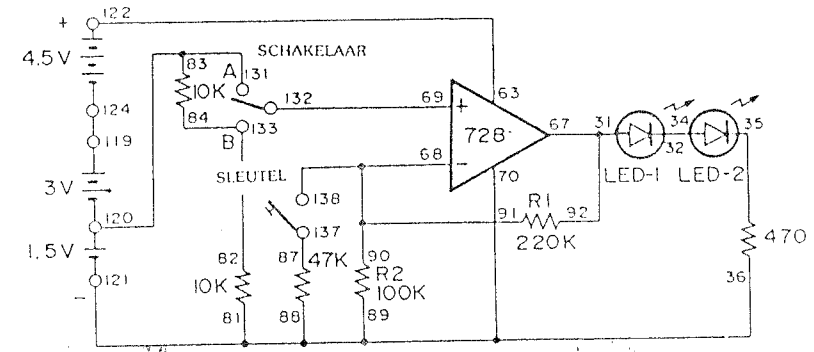 + 122
4.5V
124
119
3V
120
1.5V
121
−
SCHAKELAAR
83
A 131
10K
132
84
133
B
69 + 63
728
67
68 −
70
31
34
32
35
LED-1 LED-2
SLEUTEL
138
137
R1
91 92
220K
470
36
82
10K
81
87
47K
88
90
R2
100K
89